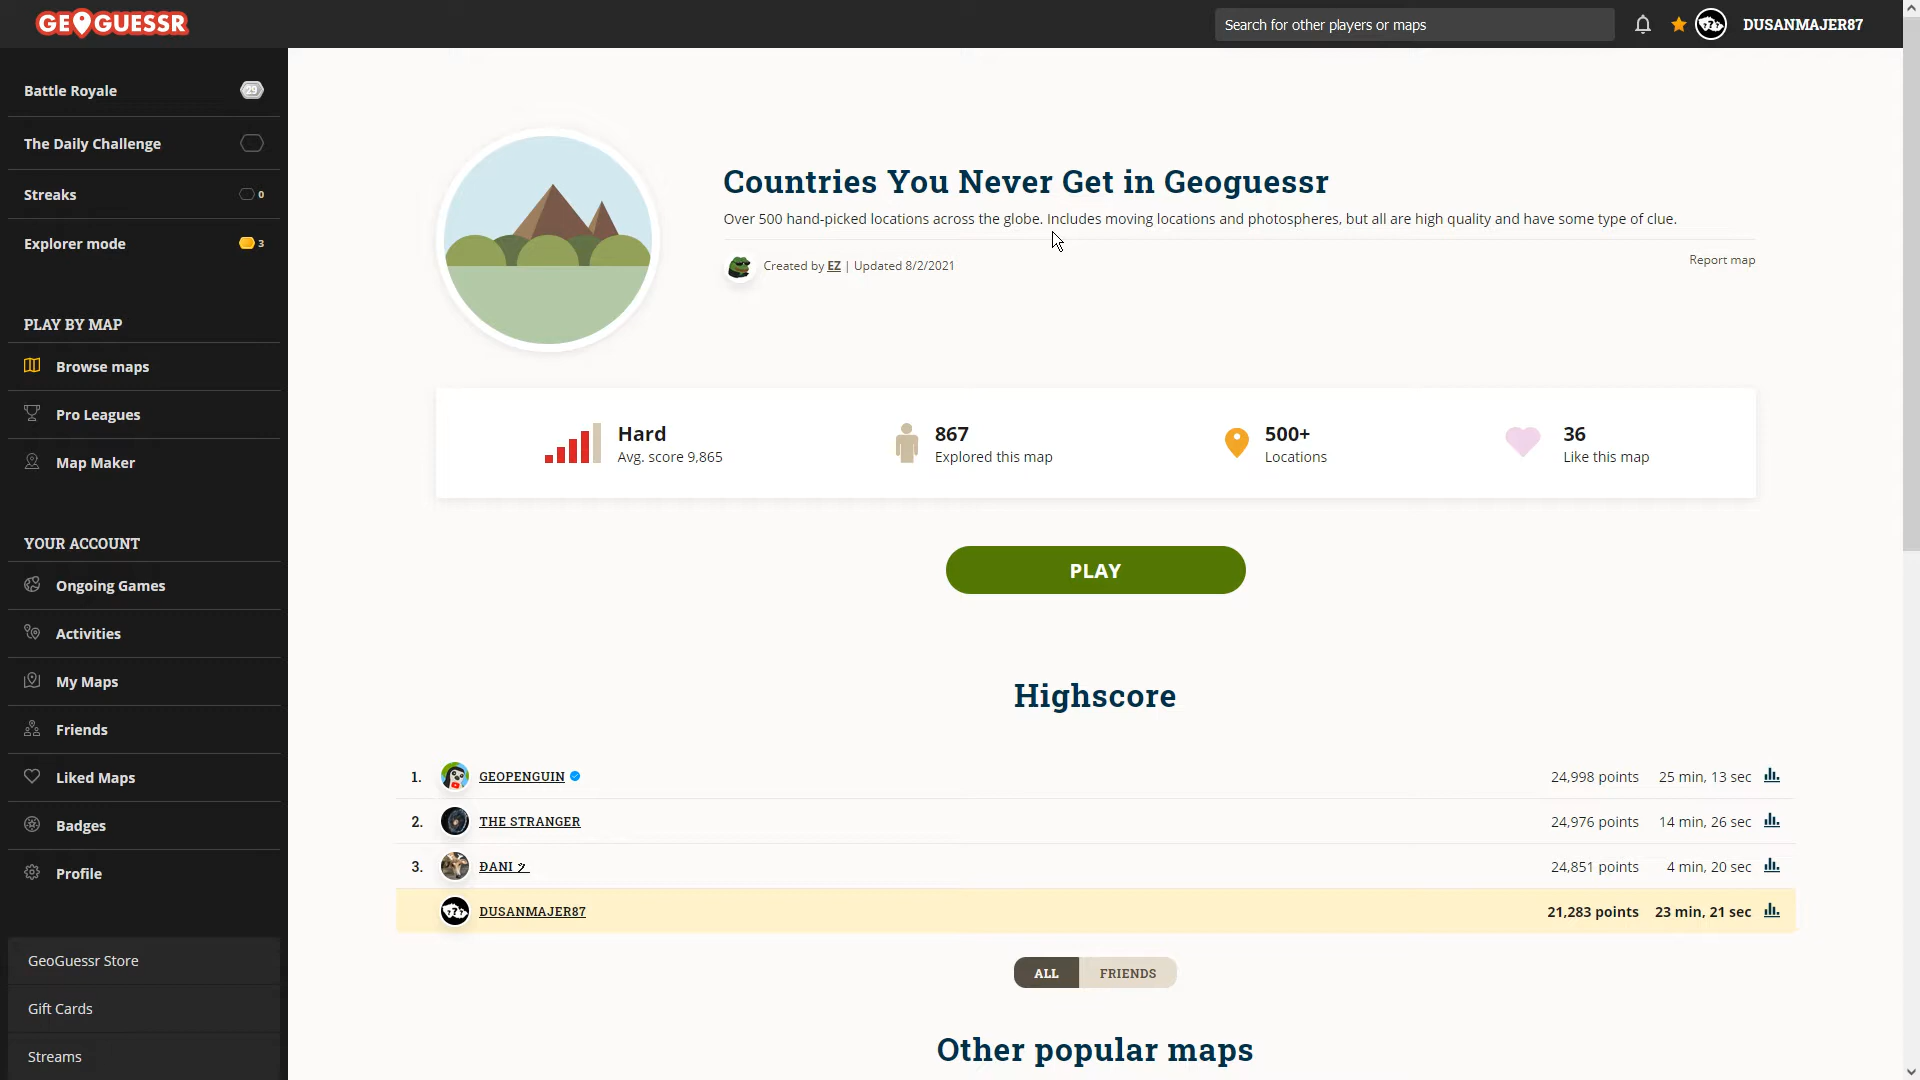 GEOGUESSR
Search for other players or maps
DUSANMAJER87
Battle Royale
29
The Daily Challenge
Streaks
0
Explorer mode
3
PLAY BY MAP
Browse maps
Pro Leagues
Map Maker
YOUR ACCOUNT
Ongoing Games
Activities
My Maps
Friends
Liked Maps
Badges
Profile
GeoGuessr Store
Gift Cards
Streams
Countries You Never Get in Geoguessr
Over 500 hand-picked locations across the globe. Includes moving locations and photospheres, but all are high quality and have some type of clue.
Created by EZ | Updated 8/2/2021
Report map
Hard
Avg. score 9,865
867
Explored this map
500+
Locations
36
Like this map
PLAY
Highscore
1. GEOPENGUIN 24,998 points 25 min, 13 sec
2. THE STRANGER 24,976 points 14 min, 26 sec
3. ĐANI ツ 24,851 points 4 min, 20 sec
DUSANMAJER87 21,283 points 23 min, 21 sec
ALL
FRIENDS
Other popular maps